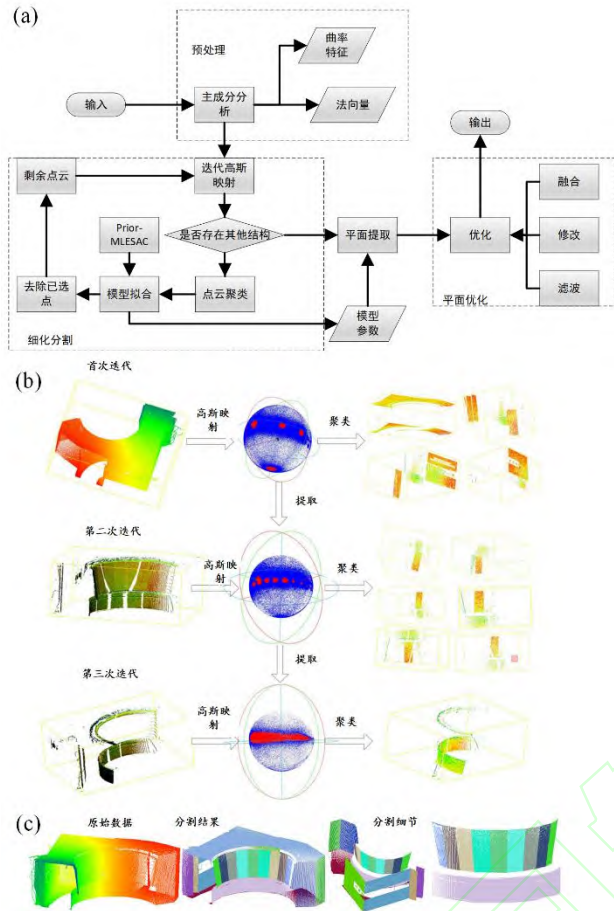 (a)
预处理
曲率
特征
输入
主成分分
析
法向量
输出
剩余点云
迭代高斯
映射
融合
Prior-
MLESAC
是否存在其他结构
平面提取
优化
修改
去除已选
点
模型拟合
点云聚类
滤波
模型
参数
平面优化
细化分割
首次迭代
(b)
高斯映
射
聚类
提取
第二次迭代
高斯映
射
聚类
提取
第三次迭代
高斯映
射
聚类
(c)
原始数据
分割结果
分割细节